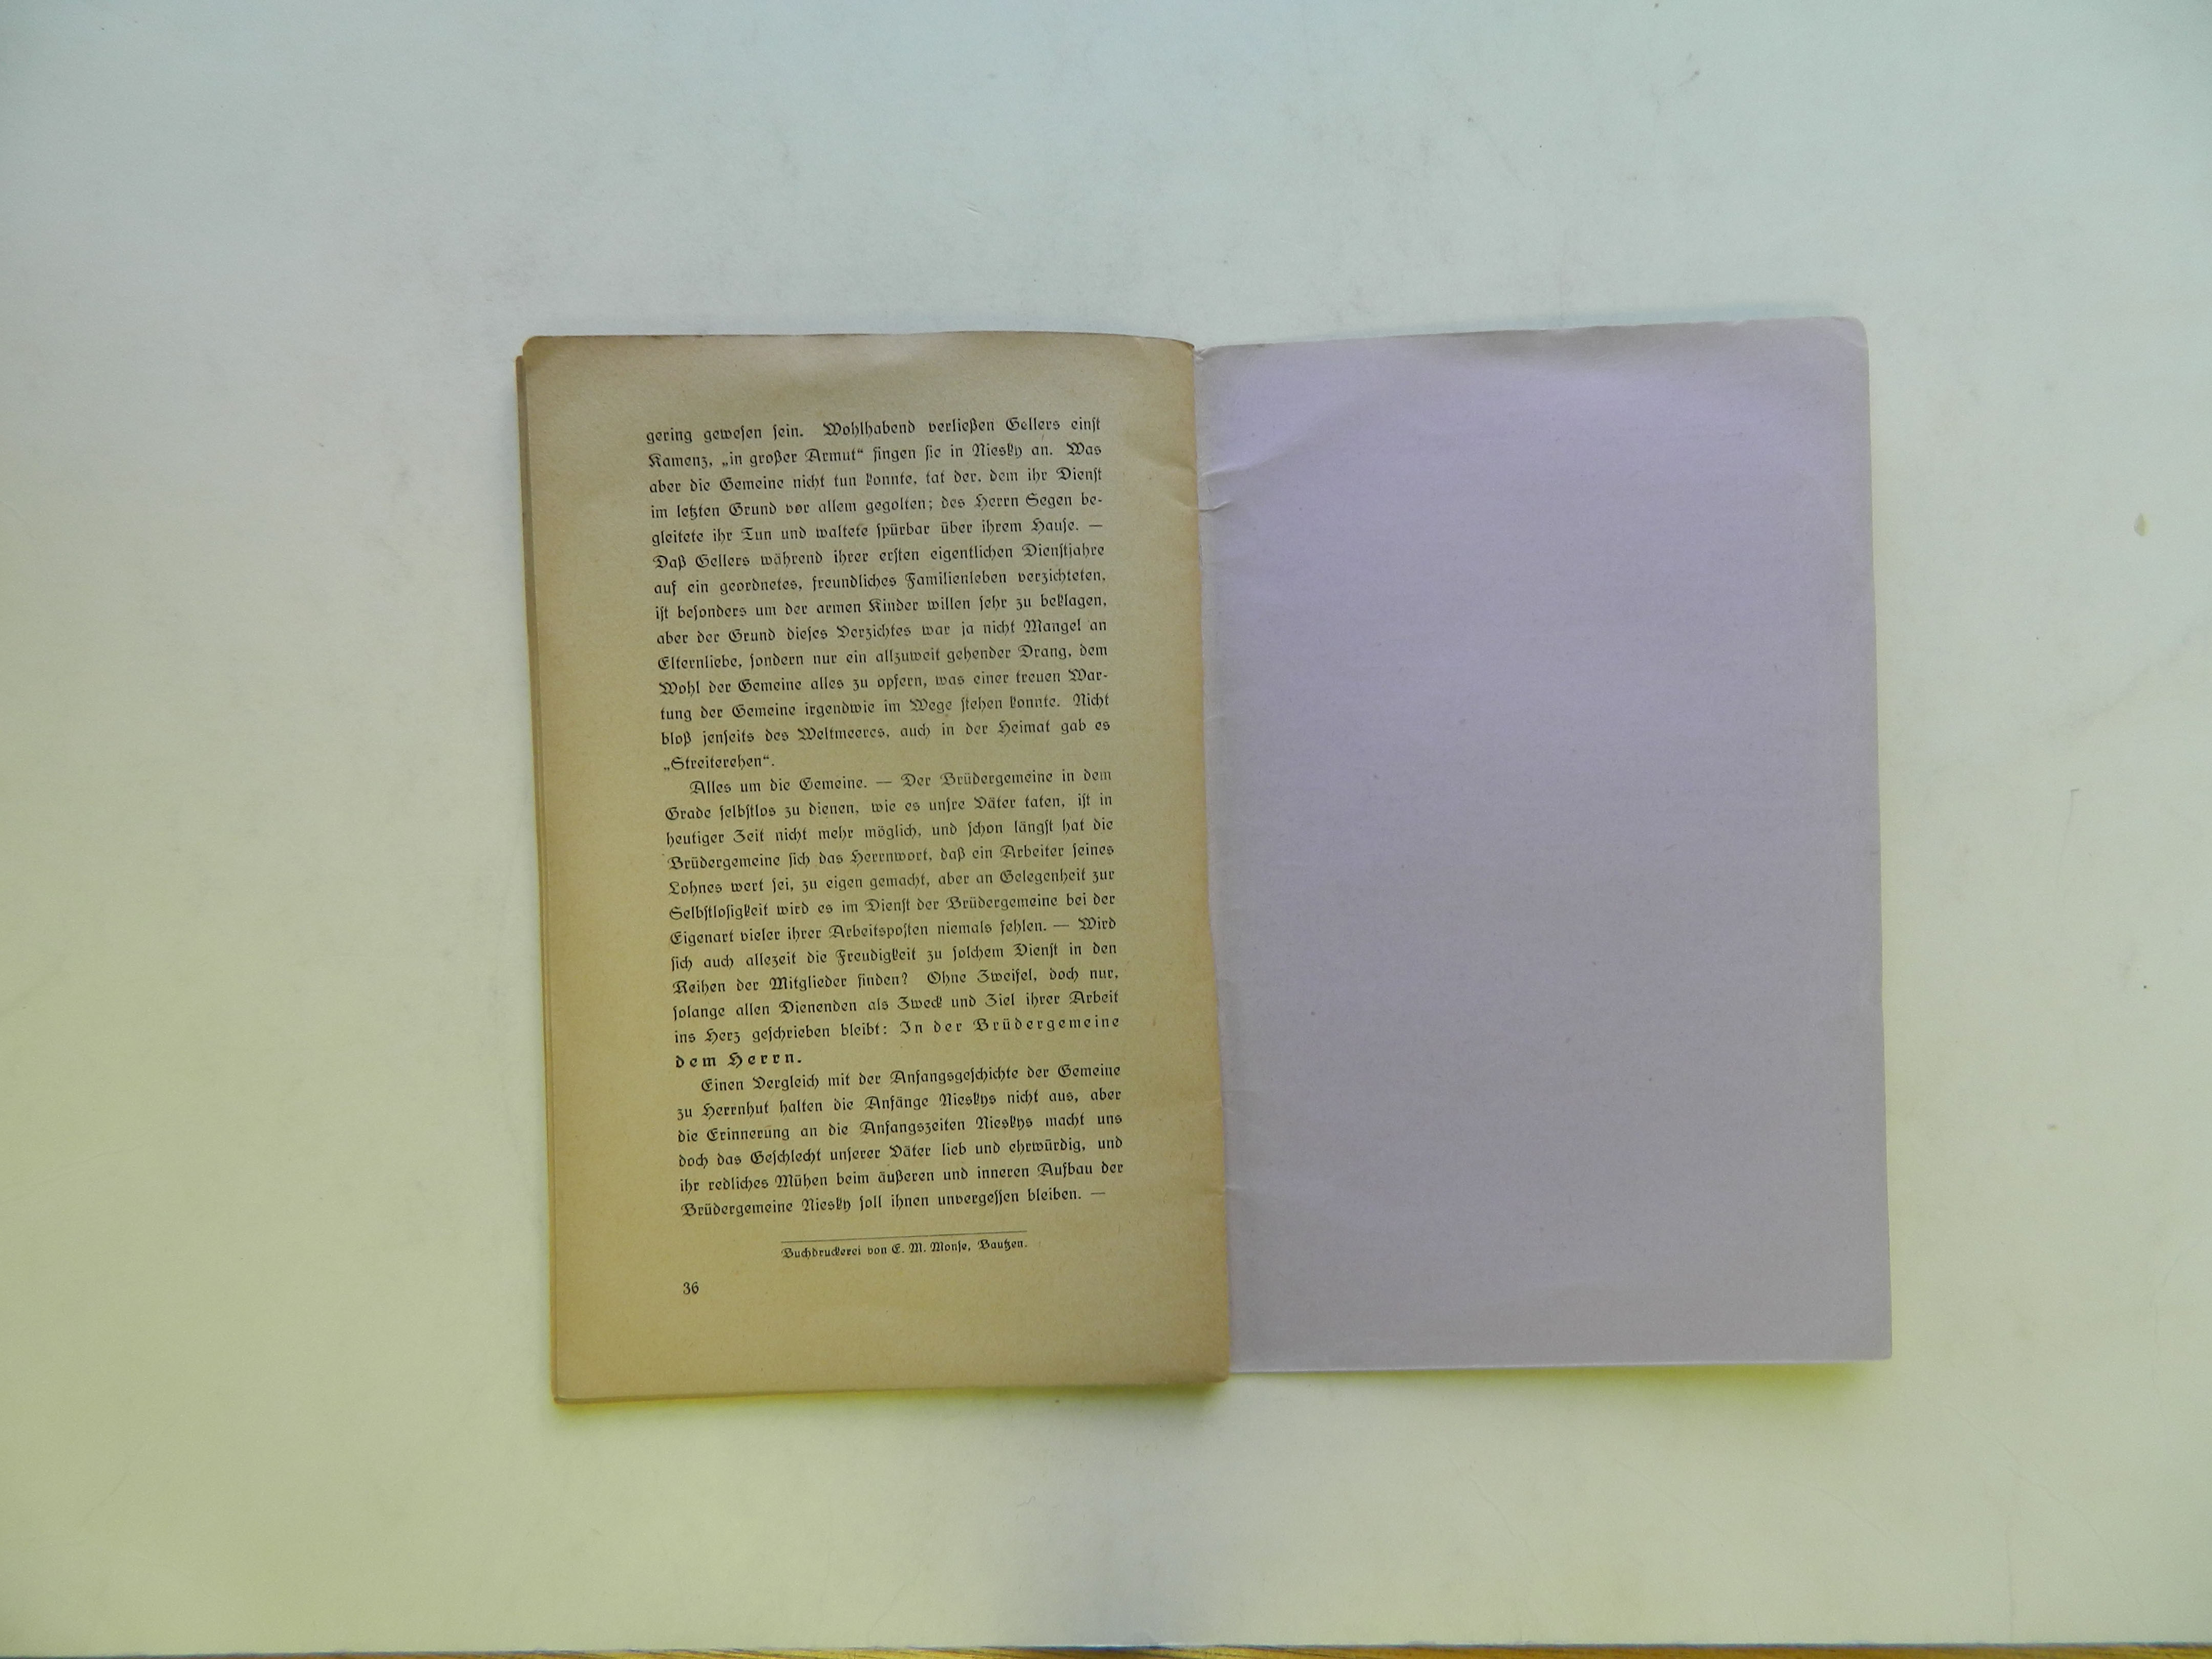 gering gewesen sein. Wohlhabend verließen Gellers einst
Kamenz, „in großer Armut“ fingen sie in Niesky an. Was
aber die Gemeine nicht tun konnte, tat der, dem ihr Dienst
im letzten Grund vor allem gegolten; des Herrn Segen be-
gleitete ihr Tun und waltete spürbar über ihrem Hause. —
Daß Gellers während ihrer ersten eigentlichen Dienstjahre
auf ein geordnetes, freundliches Familienleben verzichteten,
ist besonders um der armen Kinder willen sehr zu beklagen,
aber der Grund dieses Verzichtes war ja nicht Mangel an
Elternliebe, sondern nur ein allzuweit gehender Drang, dem
Wohl der Gemeine alles zu opfern, was einer treuen War-
tung der Gemeine irgendwie im Wege stehen konnte. Nicht
bloß jenseits des Weltmeeres, auch in der Heimat gab es
„Streiterehen“.
Alles um die Gemeine. — Der Brüdergemeine in dem
Grade selbstlos zu dienen, wie es unsre Väter taten, ist in
heutiger Zeit nicht mehr möglich, und schon längst hat die
Brüdergemeine sich das Herrnwort, daß ein Arbeiter seines
Lohnes wert sei, zu eigen gemacht, aber an Gelegenheit zur
Selbstlosigkeit wird es im Dienst der Brüdergemeine bei der
Eigenart vieler ihrer Arbeitsposten niemals fehlen. — Wird
sich auch allezeit die Freudigkeit zu solchem Dienst in den
Reihen der Mitglieder finden? Ohne Zweifel, doch nur,
solange allen Dienenden als Zweck und Ziel ihrer Arbeit
ins Herz geschrieben bleibt: In der Brüdergemeine
dem Herrn.
Einen Vergleich mit der Anfangsgeschichte der Gemeine
zu Herrnhut halten die Anfänge Nieskys nicht aus, aber
die Erinnerung an die Anfangszeiten Nieskys macht uns
doch das Geschlecht unserer Väter lieb und ehrwürdig, und
ihr redliches Mühen beim äußeren und inneren Aufbau der
Brüdergemeine Niesky soll ihnen unvergessen bleiben. —
Buchdruckerei von E. M. Monse, Bautzen.
36